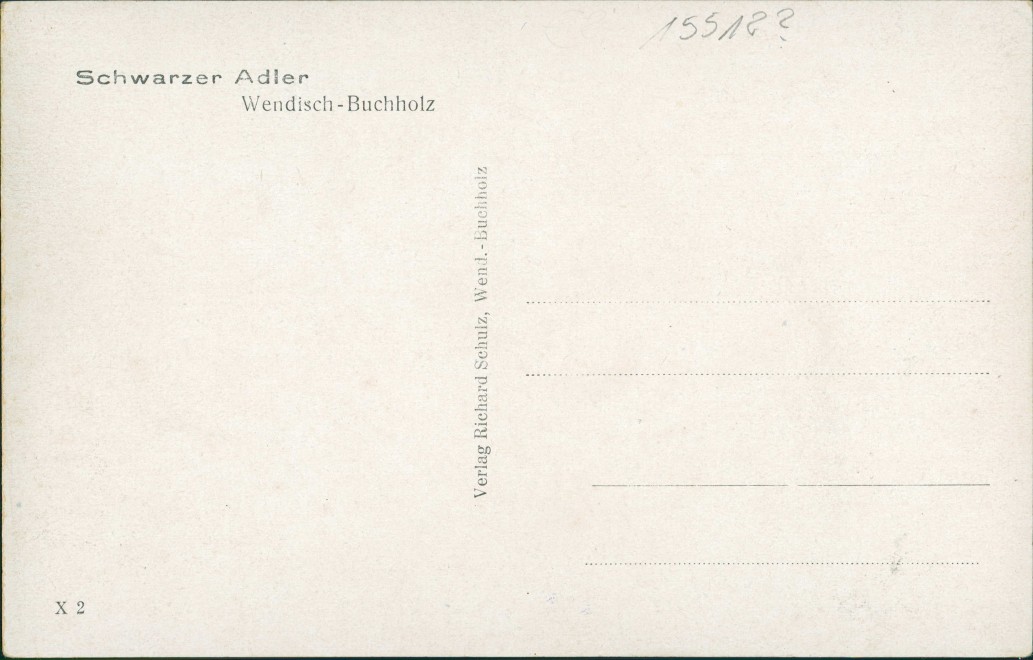 15518?
Schwarzer Adler
Wendisch-Buchholz
Verlag Richard Schulz, Wend.-Buchholz
X 2